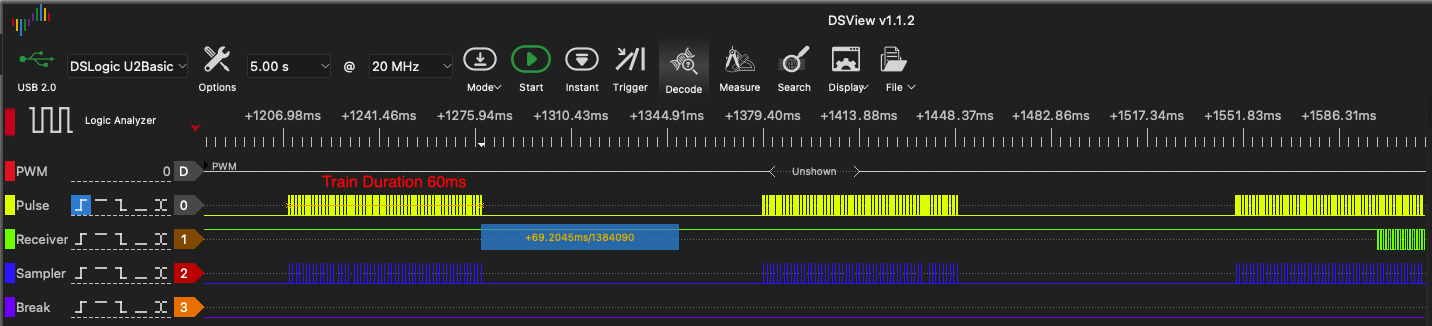 DSView v1.1.2
USB 2.0
DSLogic U2Basic
Options
5.00 s
@
20 MHz
Mode
Start
Instant
Trigger
Decode
Measure
Search
Display
File
Logic Analyzer
+1206.98ms +1241.46ms +1275.94ms +1310.43ms +1344.91ms +1379.40ms +1413.88ms +1448.37ms +1482.86ms +1517.34ms +1551.83ms +1586.31ms
PWM 0 D PWM Unshown
Train Duration 60ms
Pulse 0
Receiver 1 +69.2045ms/1384090
Sampler 2
Break 3